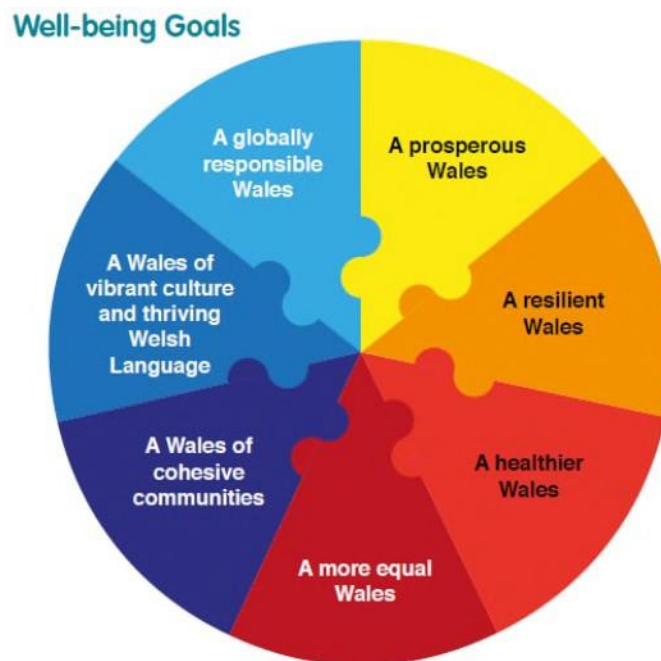 Well-being Goals
A globally
responsible
Wales
A prosperous
Wales
A resilient
Wales
A healthier
Wales
A more equal
Wales
A Wales of
cohesive
communities
A Wales of
vibrant culture
and thriving
Welsh
Language